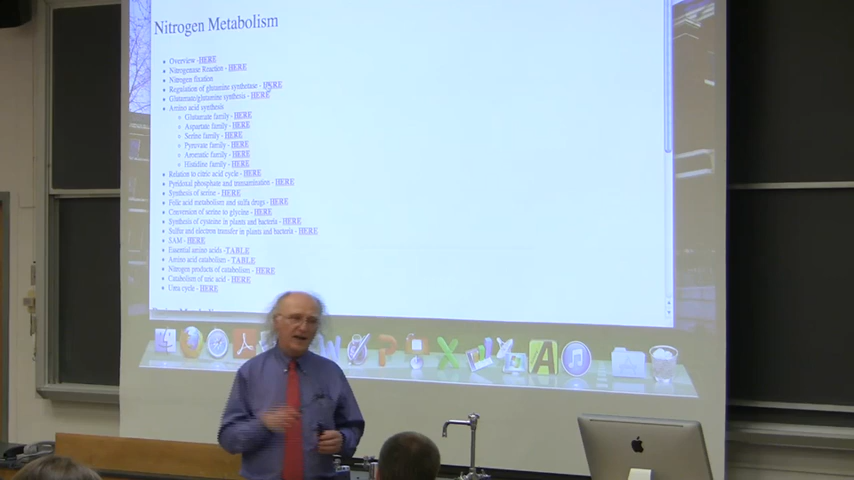 Nitrogen Metabolism
Overview - HERE
Nitrogenase Reaction - HERE
Nitrogen fixation
Regulation of glutamine synthetase - HERE
Glutamate/glutamine synthesis - HERE
Amino acid synthesis
Glutamate family - HERE
Aspartate family - HERE
Serine family - HERE
Pyruvate family - HERE
Aromatic family - HERE
Histidine family - HERE
Relation to citric acid cycle - HERE
Pyridoxal phosphate and transamination - HERE
Synthesis of serine - HERE
Folic acid metabolism and sulfa drugs - HERE
Conversion of serine to glycine - HERE
Synthesis of cysteine in plants and bacteria - HERE
Sulfur and electron transfer in plants and bacteria - HERE
SAM - HERE
Essential amino acids - TABLE
Amino acid catabolism - TABLE
Nitrogen products of catabolism - HERE
Catabolism of uric acid - HERE
Urea cycle - HERE